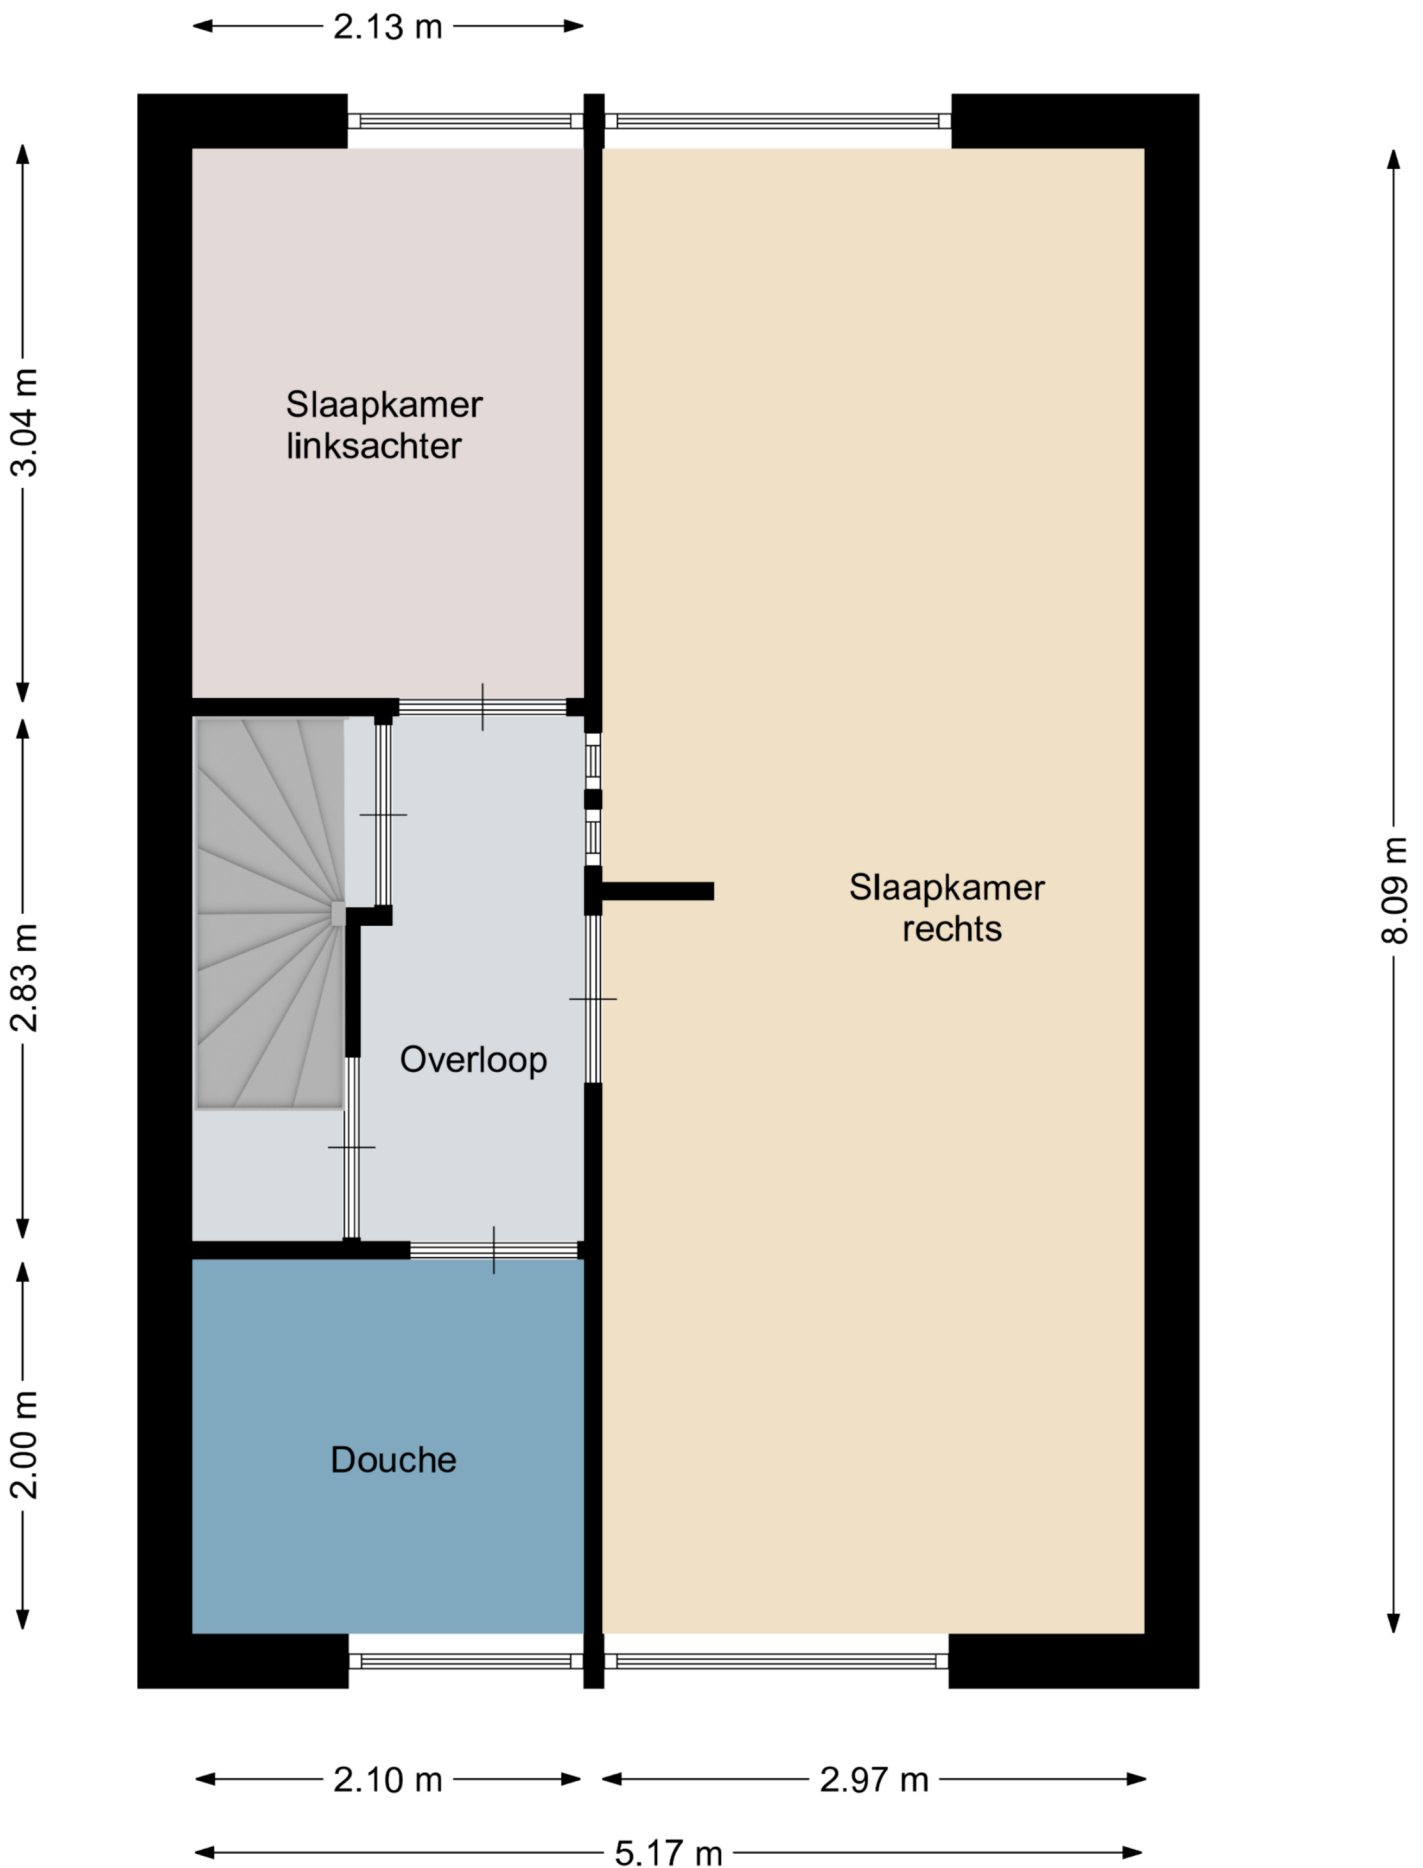 2.13 m
3.04 m
Slaapkamer
linksachter
8.09 m
Slaapkamer
rechts
2.83 m
Overloop
2.00 m
Douche
2.10 m
2.97 m
5.17 m